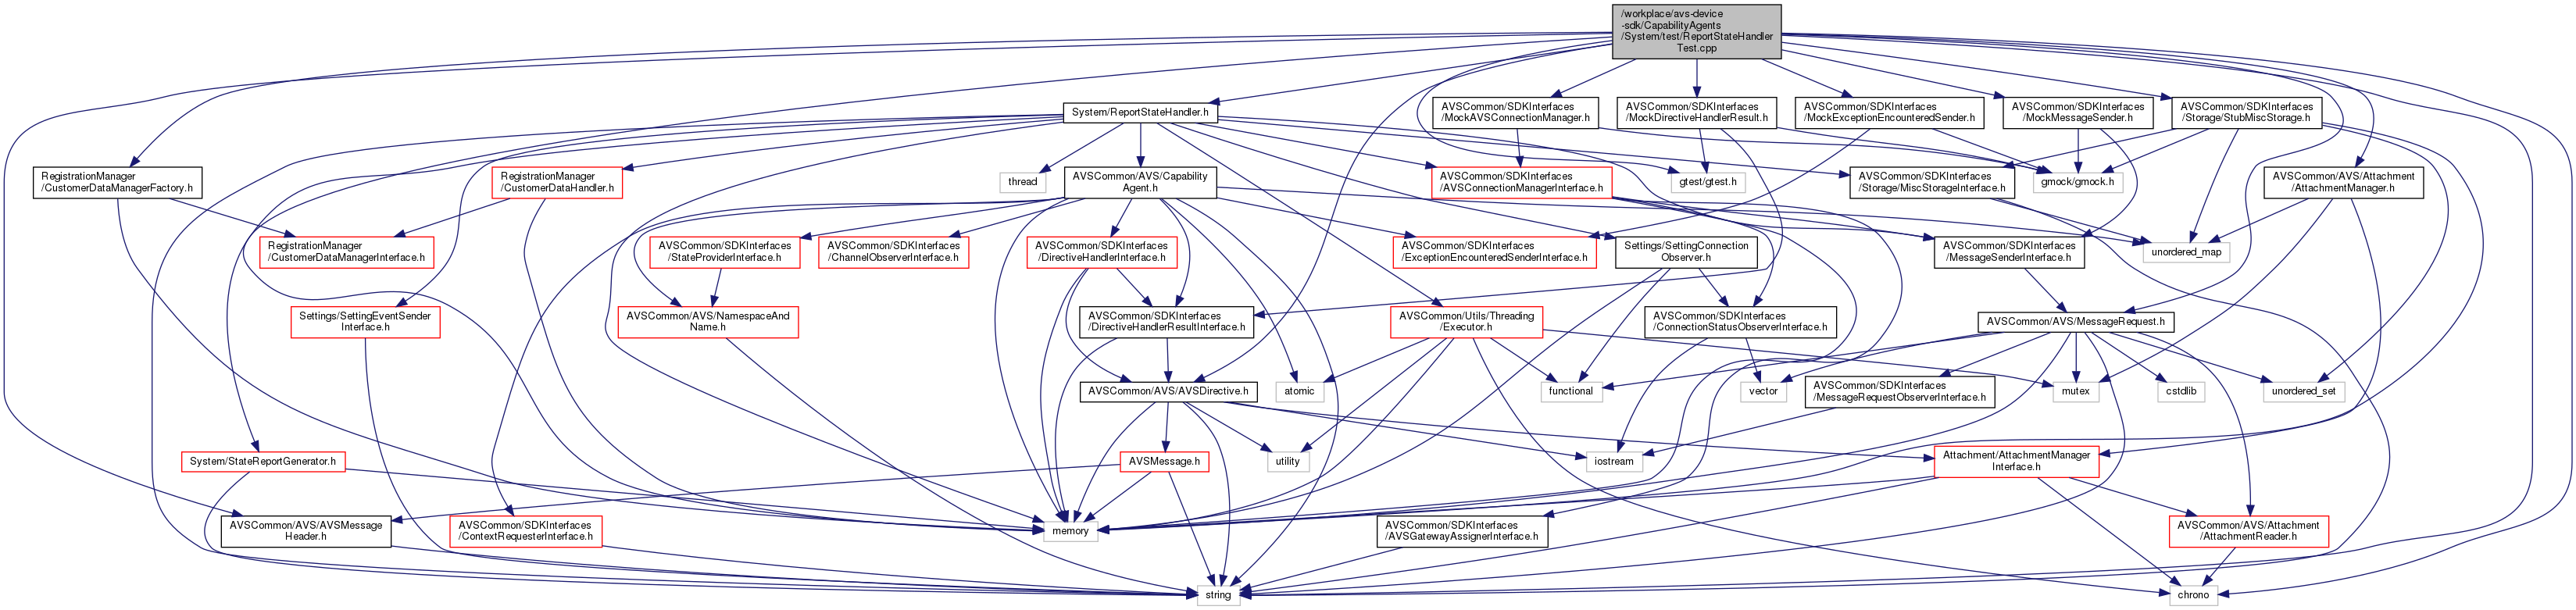 /workplace/avs-device
-sdk/CapabilityAgents
/System/test/ReportStateHandler
Test.cpp
System/ReportStateHandler.h
AVSCommon/SDKInterfaces
/MockAVSConnectionManager.h
AVSCommon/SDKInterfaces
/MockDirectiveHandlerResult.h
AVSCommon/SDKInterfaces
/MockExceptionEncounteredSender.h
AVSCommon/SDKInterfaces
/MockMessageSender.h
AVSCommon/SDKInterfaces
/Storage/StubMiscStorage.h
RegistrationManager
/CustomerDataManagerFactory.h
RegistrationManager
/CustomerDataHandler.h
thread
AVSCommon/AVS/Capability
Agent.h
AVSCommon/SDKInterfaces
/AVSConnectionManagerInterface.h
gtest/gtest.h
AVSCommon/SDKInterfaces
/Storage/MiscStorageInterface.h
gmock/gmock.h
AVSCommon/AVS/Attachment
/AttachmentManager.h
RegistrationManager
/CustomerDataManagerInterface.h
AVSCommon/SDKInterfaces
/StateProviderInterface.h
AVSCommon/SDKInterfaces
/ChannelObserverInterface.h
AVSCommon/SDKInterfaces
/DirectiveHandlerInterface.h
AVSCommon/SDKInterfaces
/ExceptionEncounteredSenderInterface.h
Settings/SettingConnection
Observer.h
AVSCommon/SDKInterfaces
/MessageSenderInterface.h
unordered_map
Settings/SettingEventSender
Interface.h
AVSCommon/AVS/NamespaceAnd
Name.h
AVSCommon/SDKInterfaces
/DirectiveHandlerResultInterface.h
AVSCommon/Utils/Threading
/Executor.h
AVSCommon/SDKInterfaces
/ConnectionStatusObserverInterface.h
AVSCommon/AVS/MessageRequest.h
AVSCommon/AVS/AVSDirective.h
atomic
functional
vector
AVSCommon/SDKInterfaces
/MessageRequestObserverInterface.h
mutex
cstdlib
unordered_set
System/StateReportGenerator.h
AVSMessage.h
utility
iostream
Attachment/AttachmentManager
Interface.h
AVSCommon/AVS/AVSMessage
Header.h
AVSCommon/SDKInterfaces
/ContextRequesterInterface.h
memory
AVSCommon/SDKInterfaces
/AVSGatewayAssignerInterface.h
AVSCommon/AVS/Attachment
/AttachmentReader.h
string
chrono